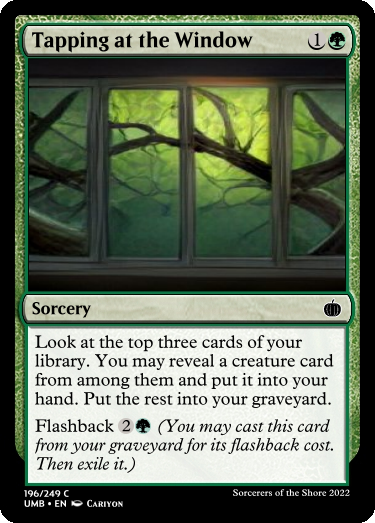 Tapping at the Window 1
Sorcery
Look at the top three cards of your
library. You may reveal a creature card
from among them and put it into your
hand. Put the rest into your graveyard.
Flashback 2 (You may cast this card
from your graveyard for its flashback cost.
Then exile it.)
196/249 C
Sorcerers of the Shore 2022
UMB • EN Cariyon